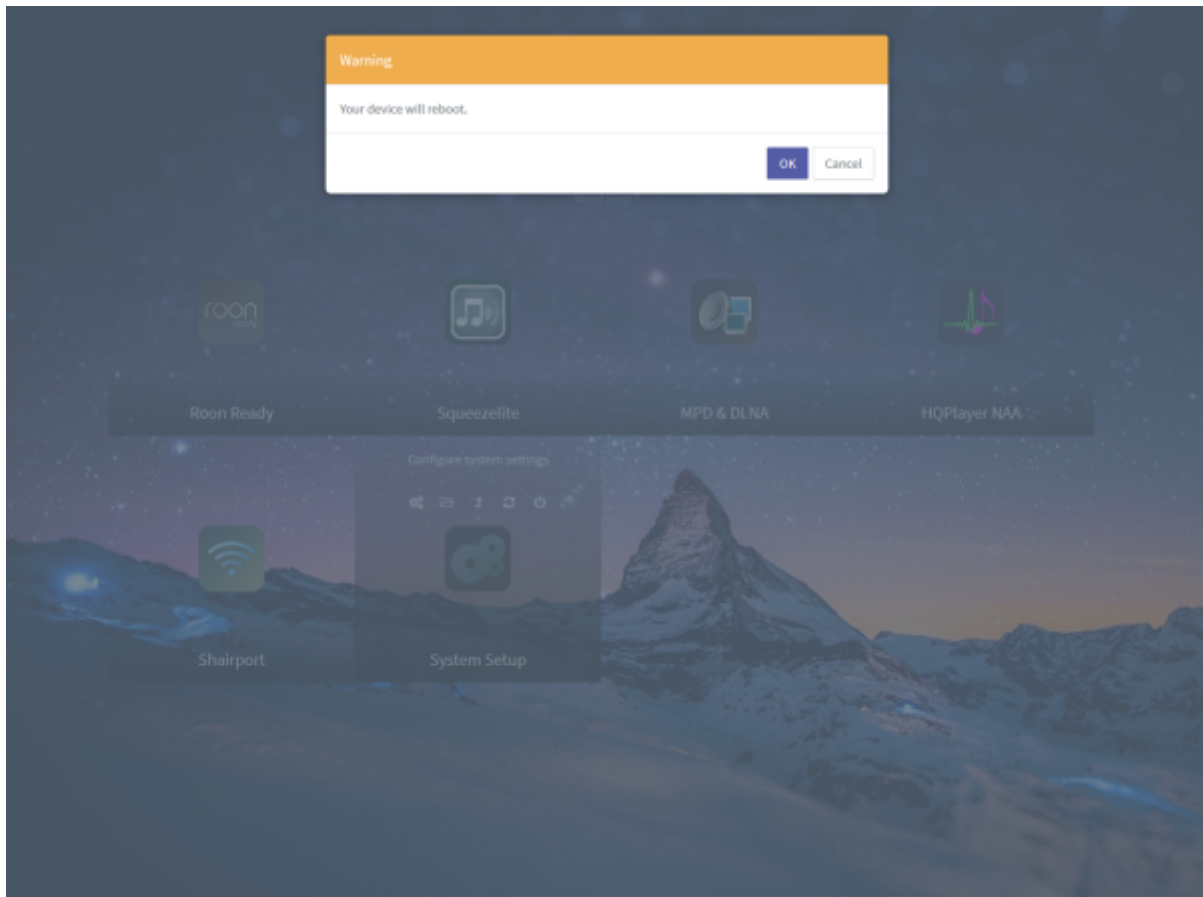 Warning
Your device will reboot.
OK Cancel
roon
ready
Roon Ready Squeezelite MPD & DLNA HQPlayer NAA
Configure system settings
Shairport System Setup